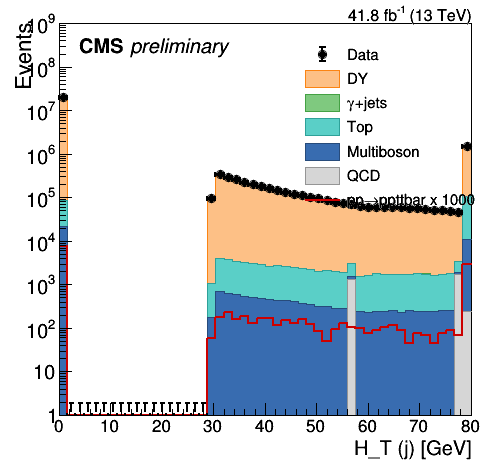 41.8 fb⁻¹ (13 TeV)
CMS preliminary
Events
Data
DY
γ+jets
Top
Multiboson
QCD
pp→ppttbar x 1000
10⁹
10⁸
10⁷
10⁶
10⁵
10⁴
10³
10²
10
1
0 10 20 30 40 50 60 70 80
H_T (j) [GeV]